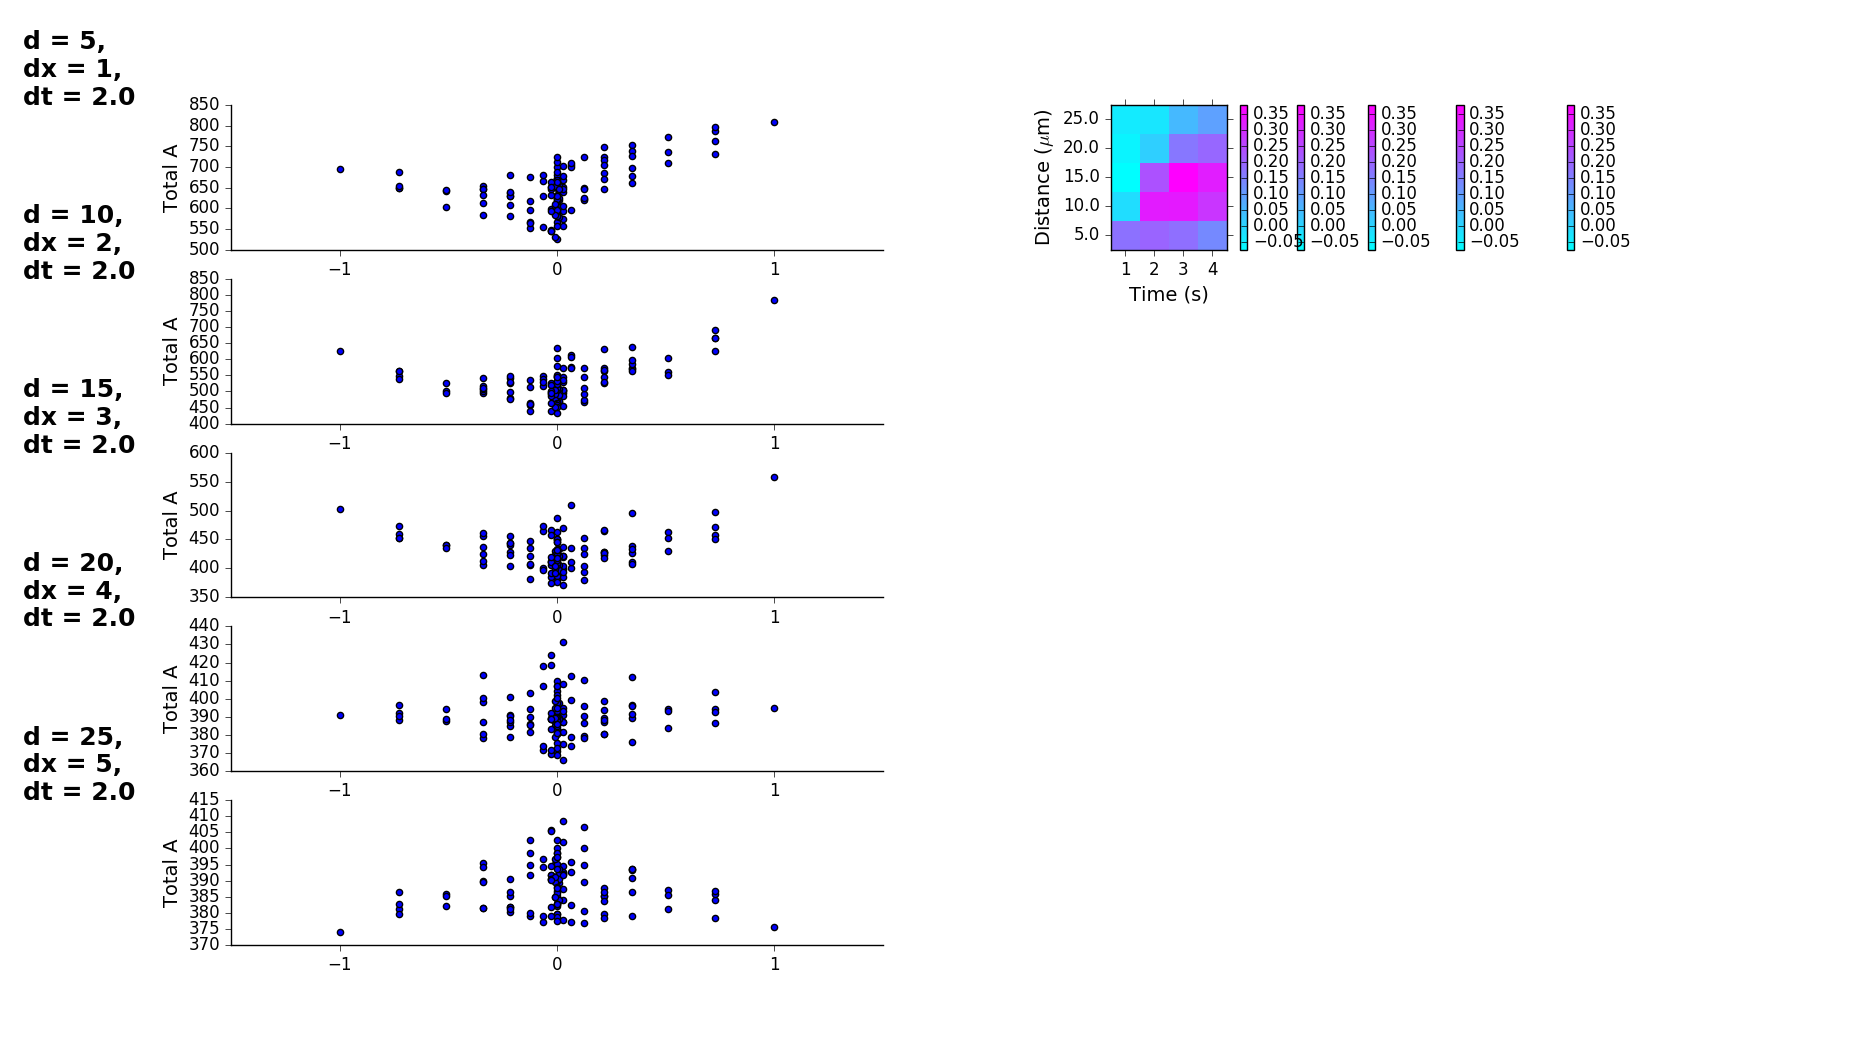 d = 5,
dx = 1,
dt = 2.0
850
800
750
700
650
600
550
500
Total A
−1 0 1
d = 10,
dx = 2,
dt = 2.0
850
800
750
700
650
600
550
500
450
400
Total A
−1 0 1
d = 15,
dx = 3,
dt = 2.0
600
550
500
450
400
350
Total A
−1 0 1
d = 20,
dx = 4,
dt = 2.0
440
430
420
410
400
390
380
370
360
Total A
−1 0 1
d = 25,
dx = 5,
dt = 2.0
415
410
405
400
395
390
385
380
375
370
Total A
−1 0 1
Distance (μm)
25.0
20.0
15.0
10.0
5.0
1 2 3 4
Time (s)
0.35 0.35 0.35 0.35 0.35
0.30 0.30 0.30 0.30 0.30
0.25 0.25 0.25 0.25 0.25
0.20 0.20 0.20 0.20 0.20
0.15 0.15 0.15 0.15 0.15
0.10 0.10 0.10 0.10 0.10
0.05 0.05 0.05 0.05 0.05
0.00 0.00 0.00 0.00 0.00
−0.05 −0.05 −0.05 −0.05 −0.05